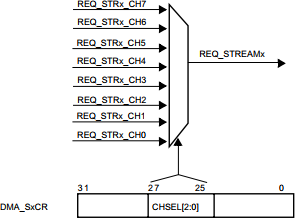 REQ_STRx_CH7
REQ_STRx_CH6
REQ_STRx_CH5
REQ_STREAMx
REQ_STRx_CH4
REQ_STRx_CH3
REQ_STRx_CH2
REQ_STRx_CH1
REQ_STRx_CH0
31 27 25 0
DMA_SxCR CHSEL[2:0]